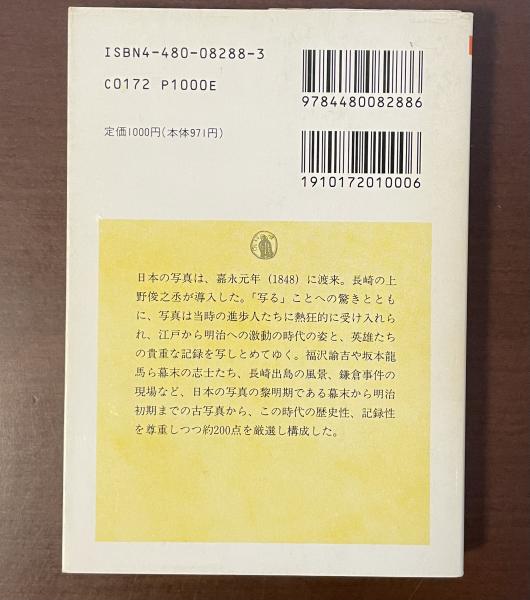 ISBN4-480-08288-3
C0172 P1000E
定価1000円(本体971円)
9784480082886
1910172010006
日本の写真は、嘉永元年（1848）に渡来。長崎の上
野俊之丞が導入した。「写る」ことへの驚きととも
に、写真は当時の進歩人たちに熱狂的に受け入れら
れ、江戸から明治への激動の時代の姿と、英雄たち
の貴重な記録を写しとめてゆく。福沢諭吉や坂本龍
馬ら幕末の志士たち、長崎出島の風景、鎌倉事件の
現場など、日本の写真の黎明期である幕末から明治
初期までの古写真から、この時代の歴史性、記録性
を尊重しつつ約200点を厳選し構成した。